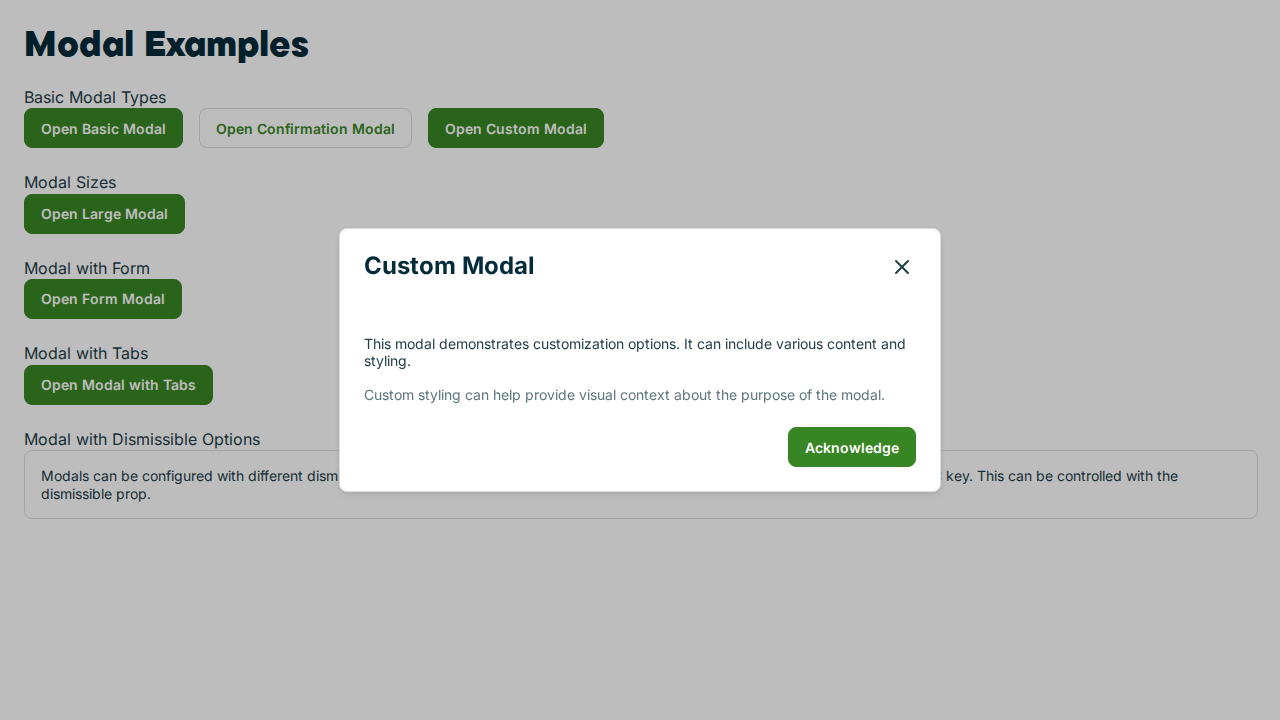 Modal Examples
Basic Modal Types
Open Basic Modal
Open Confirmation Modal
Open Custom Modal
Modal Sizes
Open Large Modal
Modal with Form
Open Form Modal
Modal with Tabs
Open Modal with Tabs
Modal with Dismissible Options
Modals can be configured with different
key. This can be controlled with the
dismissible prop.
Custom Modal
This modal demonstrates customization options. It can include various content and
styling.
Custom styling can help provide visual context about the purpose of the modal.
Acknowledge